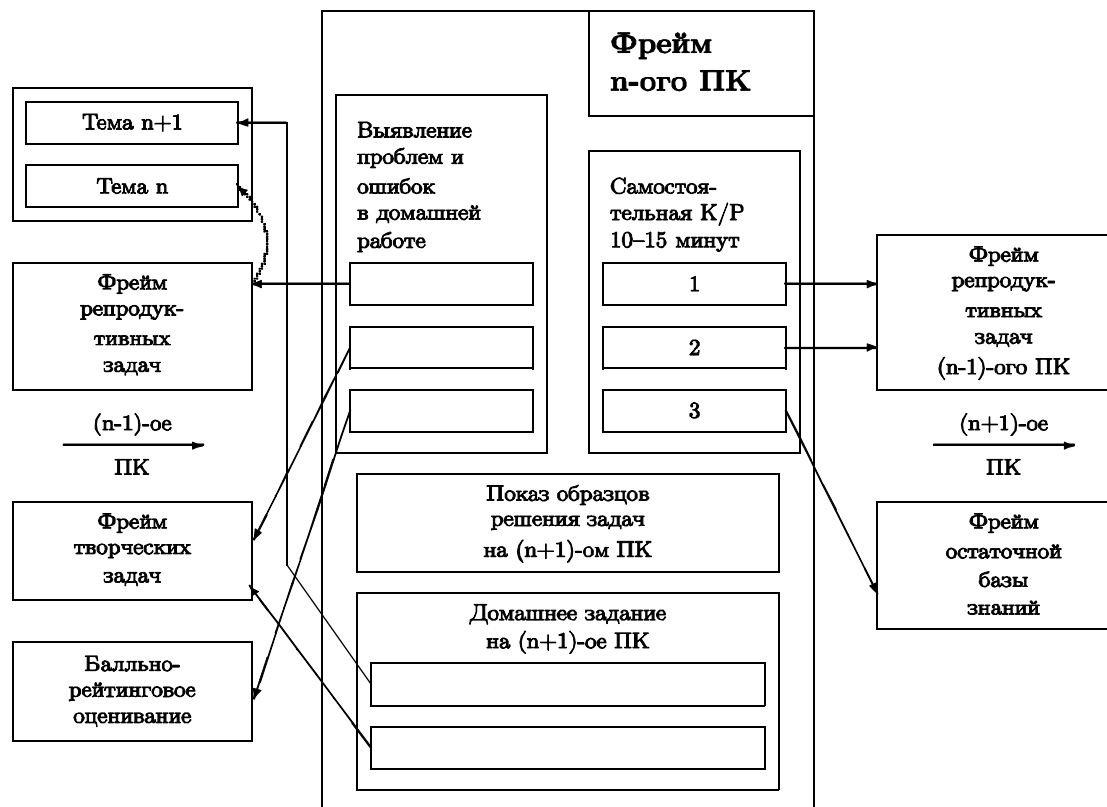 Фрейм
n-ого ПК
Тема n+1
Тема n
Фрейм
репродук-
тивных
задач
(n-1)-ое
ПК
Фрейм
творческих
задач
Балльно-
рейтинговое
оценивание
Выявление
проблем и
ошибок
в домашней
работе
Самостоя-
тельная К/Р
10–15 минут
1
2
3
Показ образцов
решения задач
на (n+1)-ом ПК
Домашнее задание
на (n+1)-ое ПК
Фрейм
репродук-
тивных
задач
(n-1)-ого ПК
(n+1)-ое
ПК
Фрейм
остаточной
базы
знаний